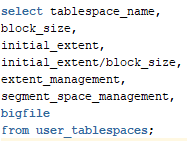 select tablespace_name,
block_size,
initial_extent,
initial_extent/block_size,
extent_management,
segment_space_management,
bigfile
from user_tablespaces;